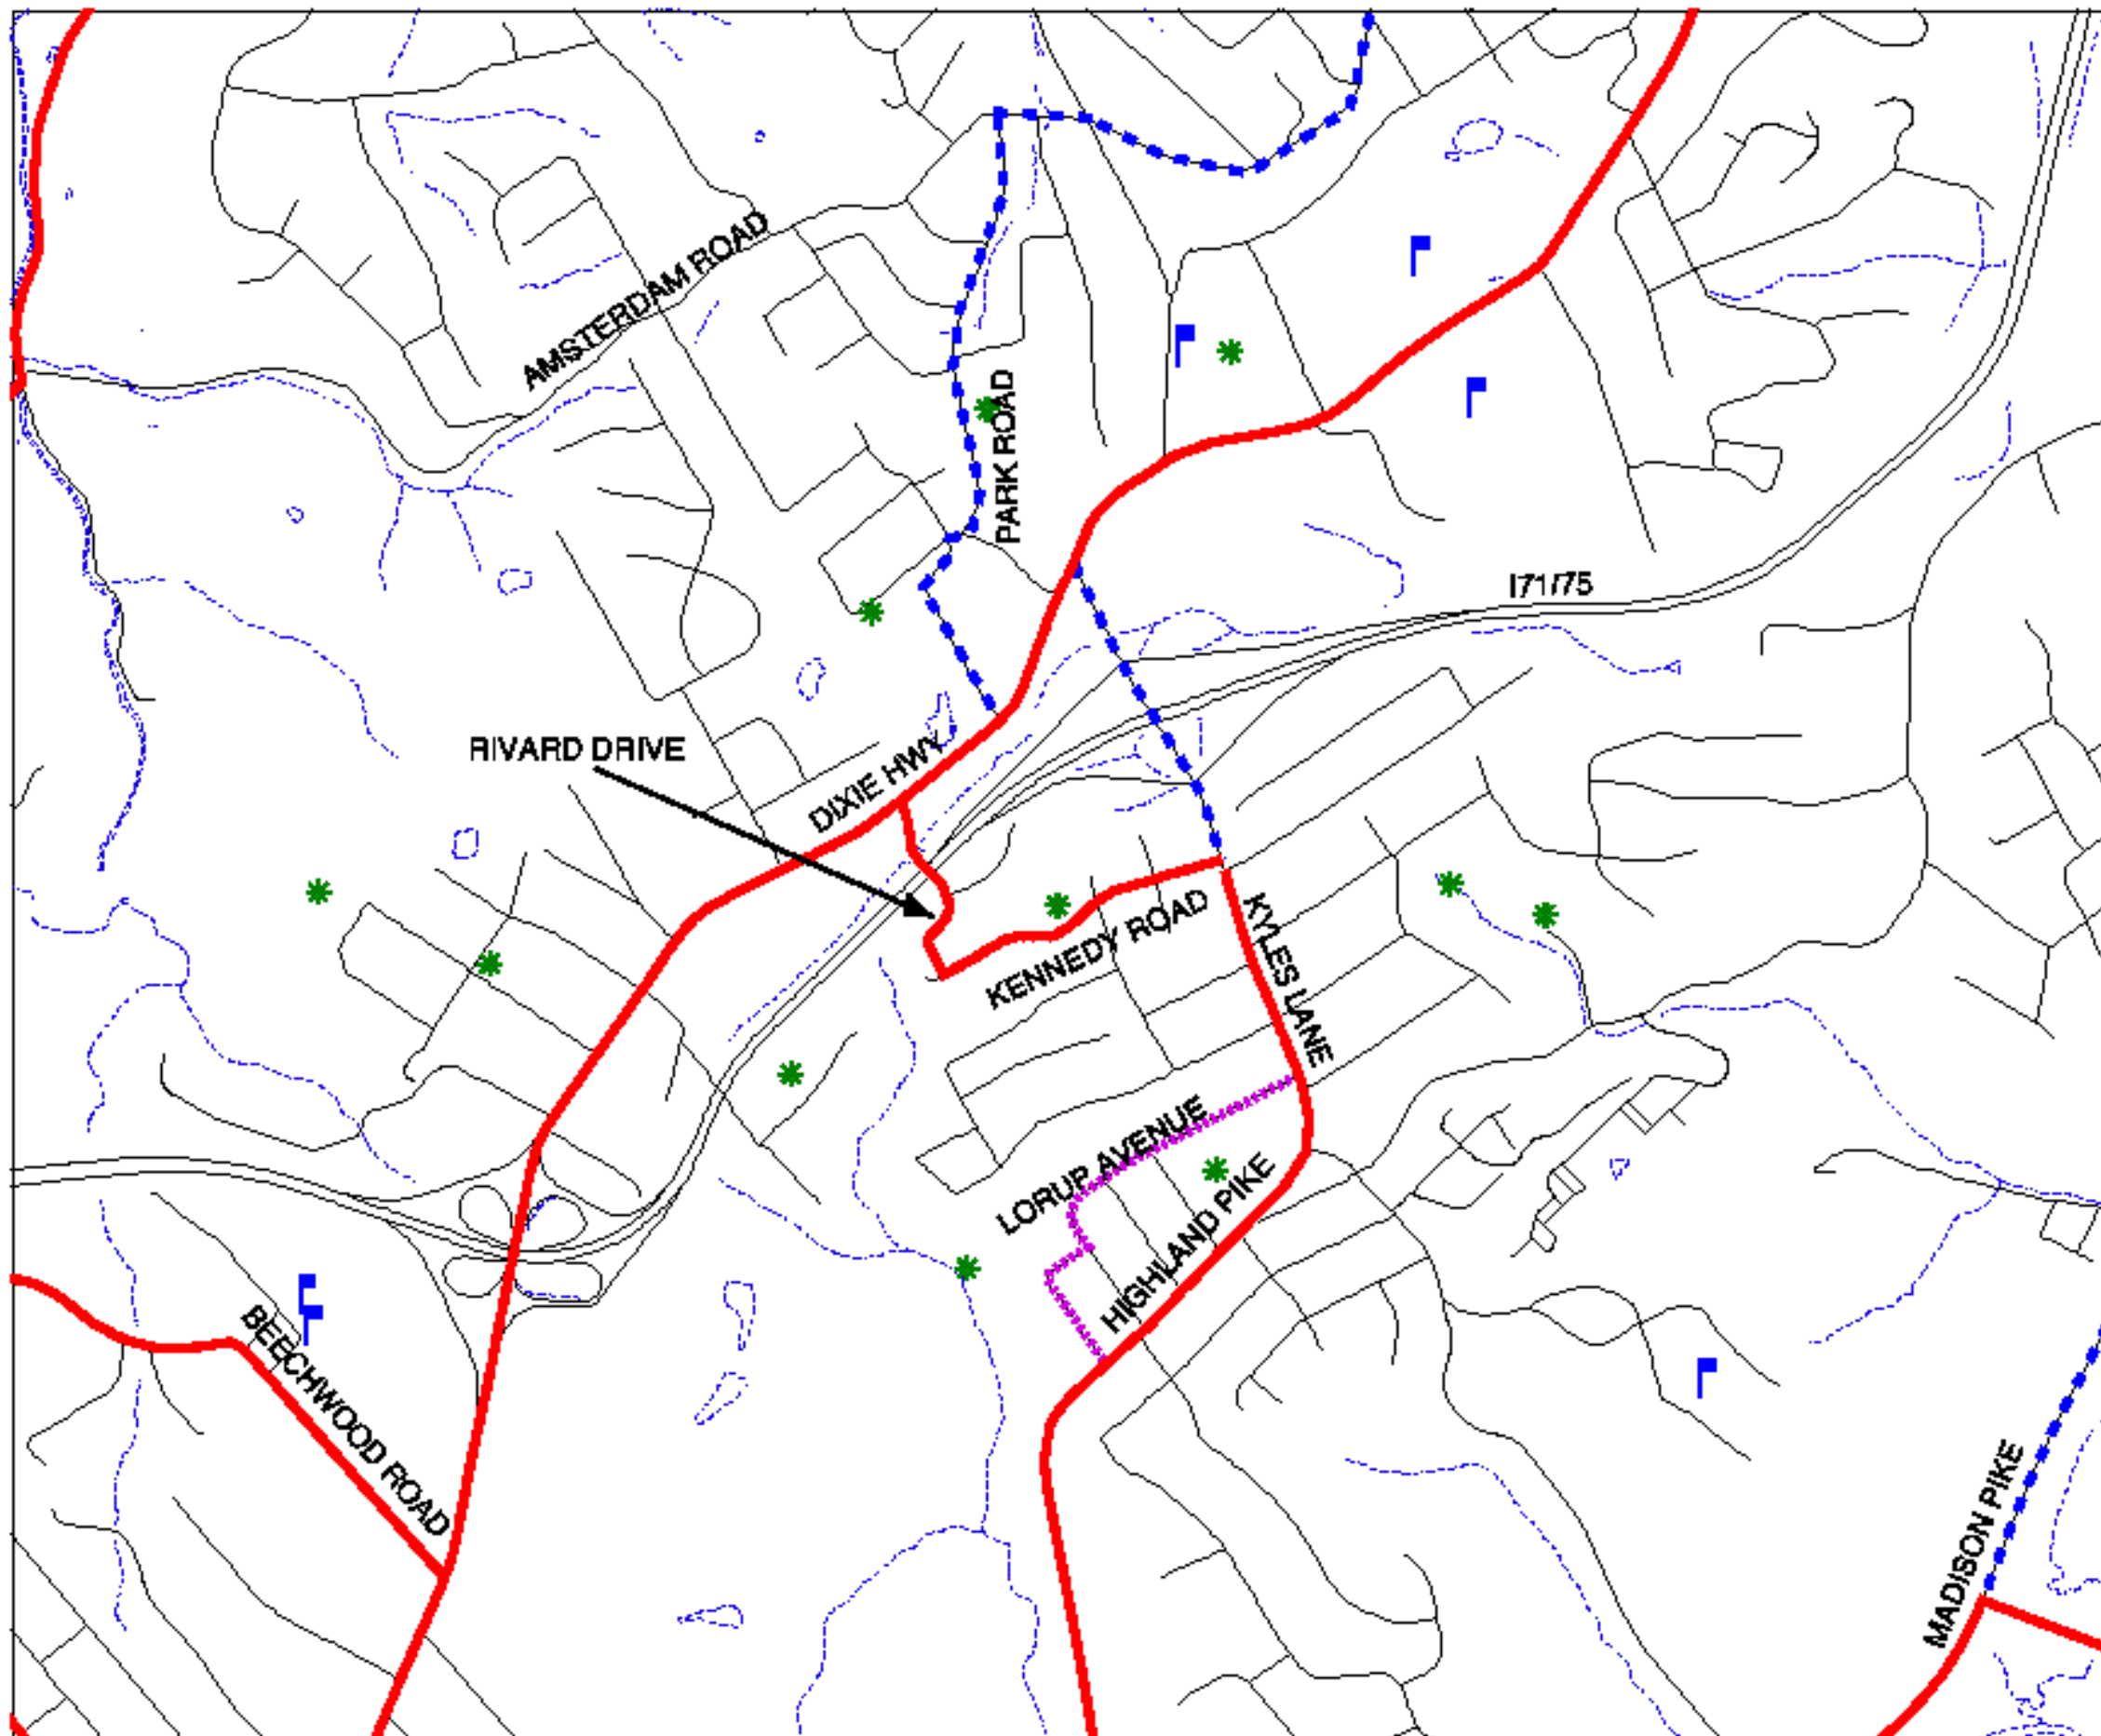 AMSTERDAM ROAD
PARK ROAD
I71/75
RIVARD DRIVE
DIXIE HWY
KENNEDY ROAD
KYLES LANE
LORUP AVENUE
HIGHLAND PIKE
BEECHWOOD ROAD
MADISON PIKE